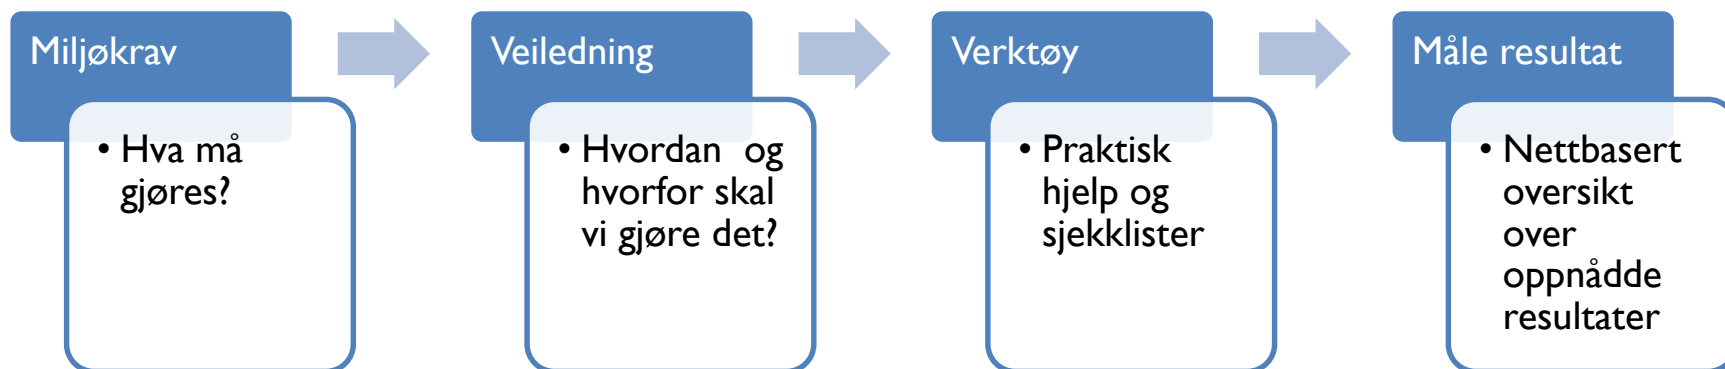 Miljøkrav
• Hva må
gjøres?
Veiledning
• Hvordan og
hvorfor skal
vi gjøre det?
Verktøy
• Praktisk
hjelp og
sjekklister
Måle resultat
• Nettbasert
oversikt
over
oppnådde
resultater